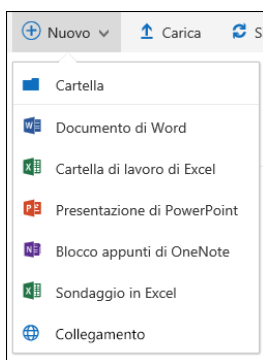 Nuovo Carica S
Cartella
Documento di Word
Cartella di lavoro di Excel
Presentazione di PowerPoint
Blocco appunti di OneNote
Sondaggio in Excel
Collegamento